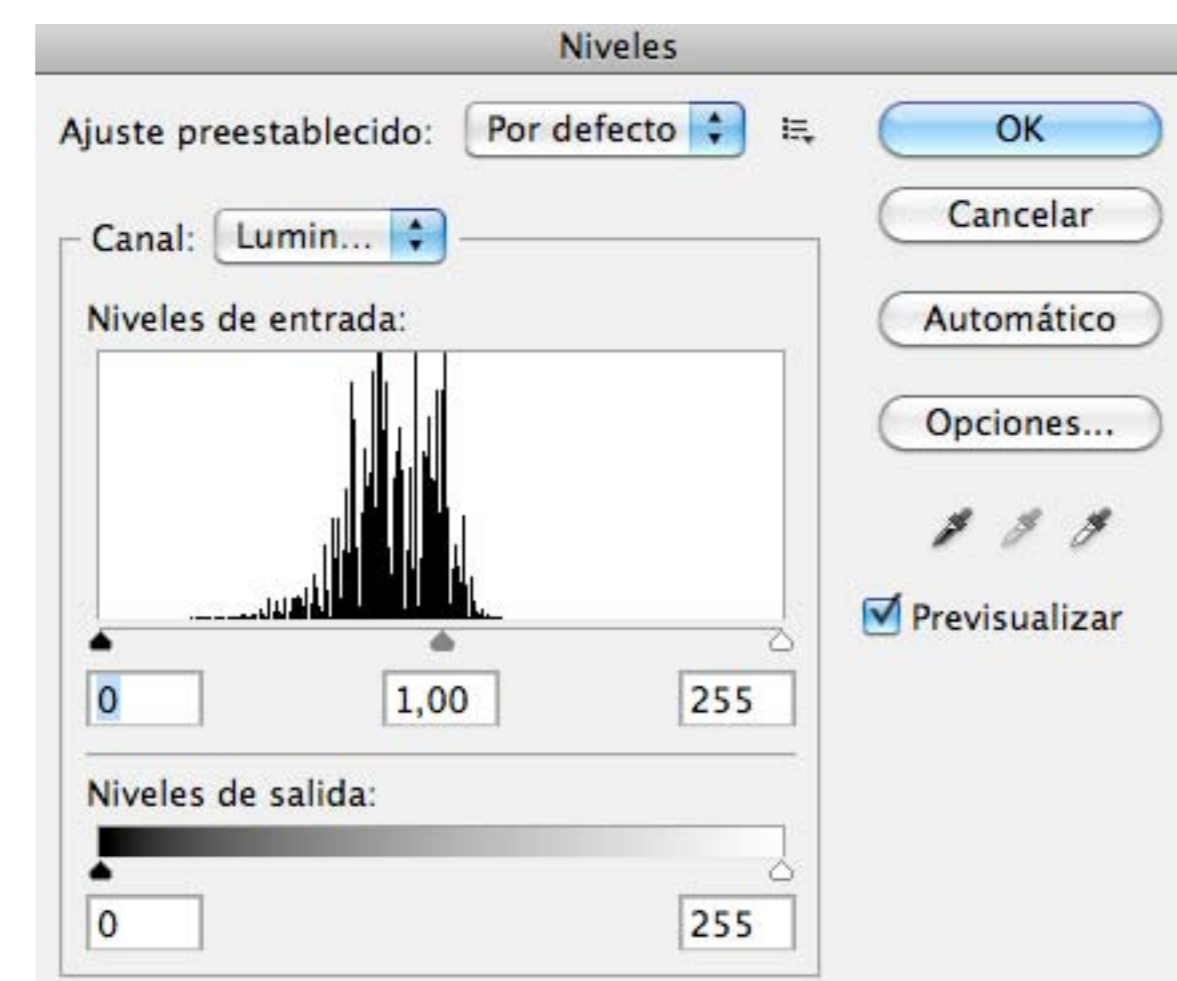 Niveles
Ajuste preestablecido: Por defecto
OK
Canal: Lumin...
Cancelar
Niveles de entrada:
Automático
Opciones...
Previsualizar
0 1,00 255
Niveles de salida:
0 255